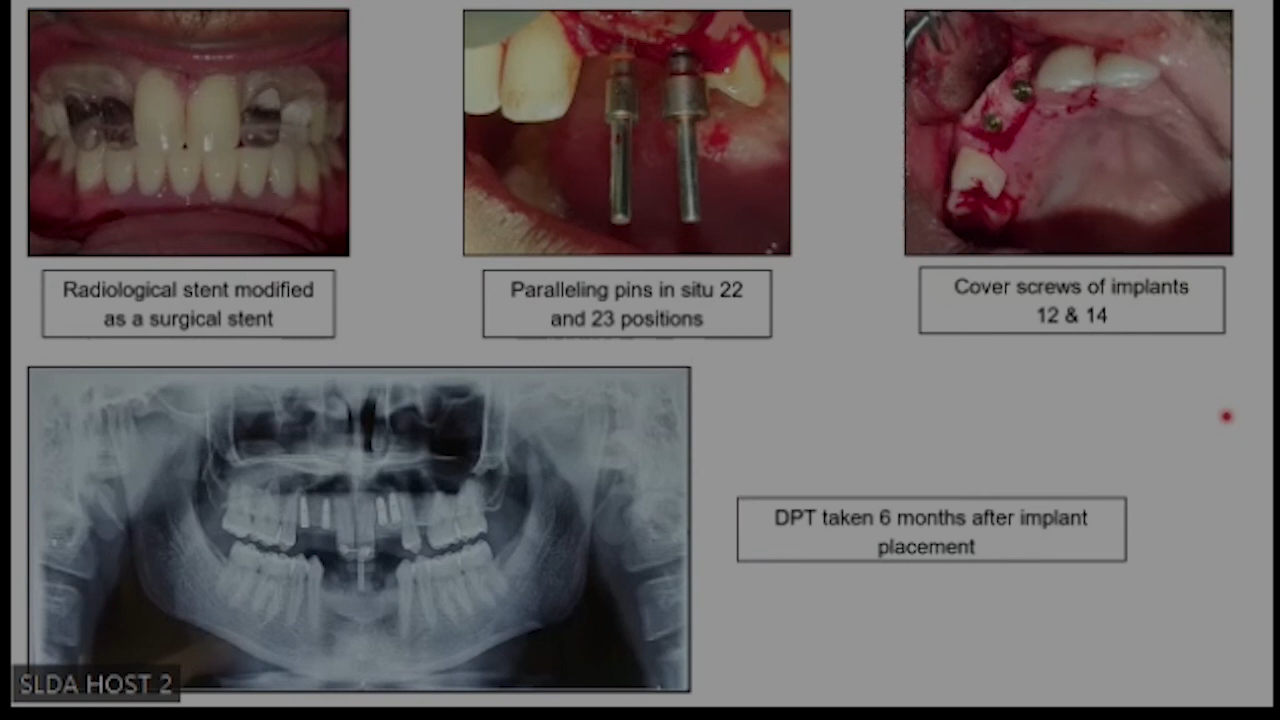 Radiological stent modified
as a surgical stent
Paralleling pins in situ 22
and 23 positions
Cover screws of implants
12 & 14
DPT taken 6 months after implant
placement
SLDA HOST 2